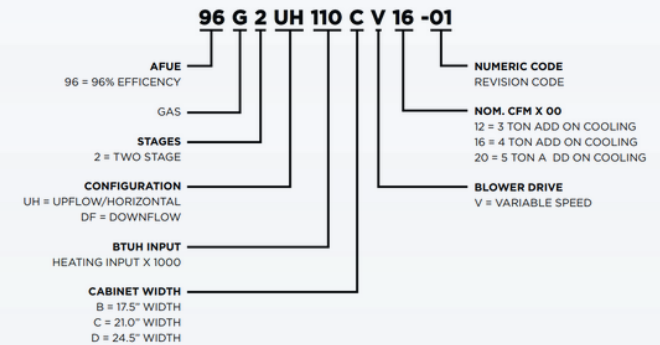 96 G 2 UH 110 C V 16 -01
AFUE
96 = 96% EFFICENCY
GAS
STAGES
2 = TWO STAGE
CONFIGURATION
UH = UPFLOW/HORIZONTAL
DF = DOWNFLOW
BTUH INPUT
HEATING INPUT X 1000
CABINET WIDTH
B = 17.5" WIDTH
C = 21.0" WIDTH
D = 24.5" WIDTH
NUMERIC CODE
REVISION CODE
NOM. CFM X 00
12 = 3 TON ADD ON COOLING
16 = 4 TON ADD ON COOLING
20 = 5 TON A DD ON COOLING
BLOWER DRIVE
V = VARIABLE SPEED